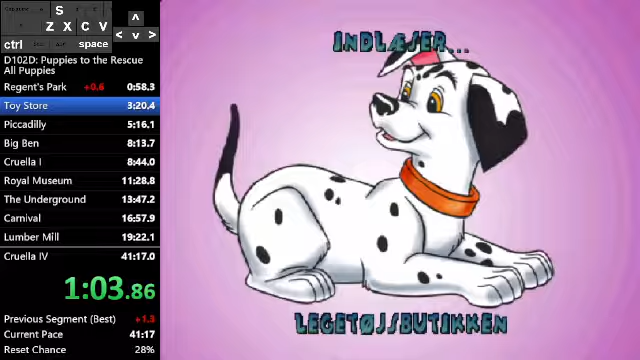 S
Z X C V
^
< v >
ctrl
space
D102D: Puppies to the Rescue
All Puppies
Regent's Park +0.6 0:58.3
Toy Store 3:20.4
Piccadilly 5:16.1
Big Ben 8:13.7
Cruella I 8:44.0
Royal Museum 11:28.8
The Underground 13:47.2
Carnival 16:57.9
Lumber Mill 19:22.1
Cruella IV 41:17.0
1:03.86
Previous Segment (Best) +1.3
Current Pace 41:17
Reset Chance 28%
INDLÆSER...
LEGETØJSBUTIKKEN